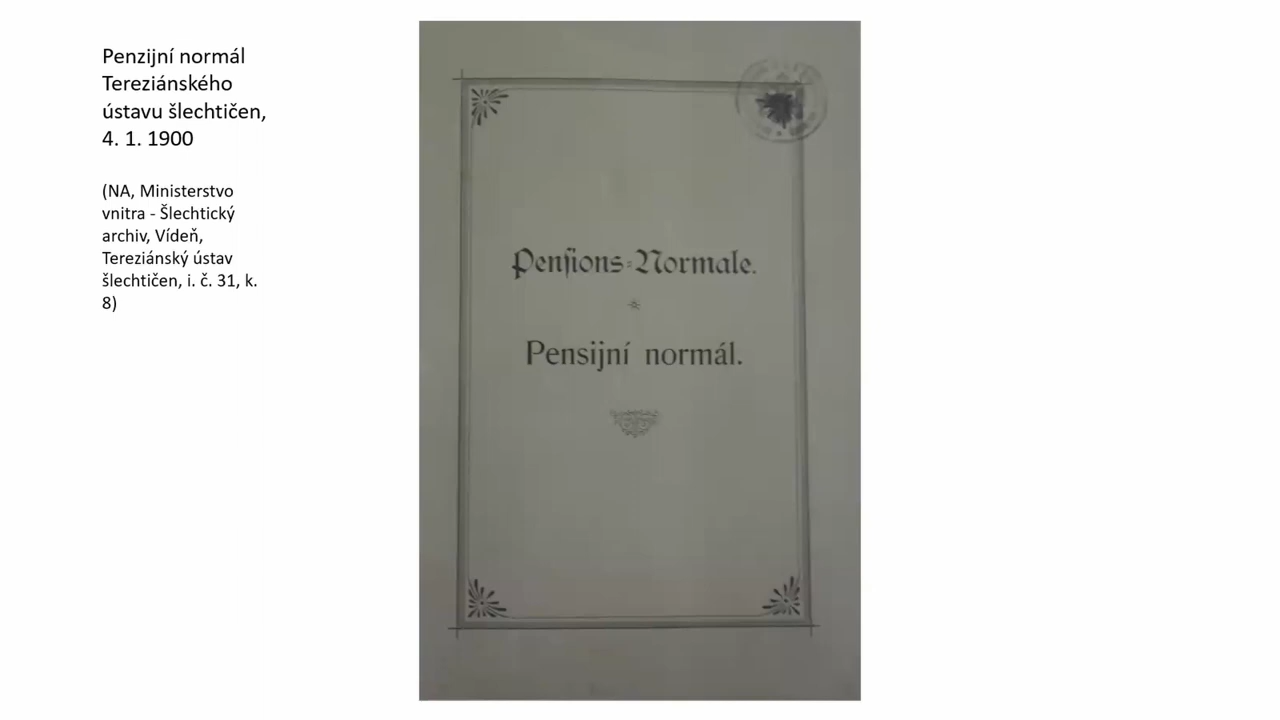 Penzijní normál
Tereziánského
ústavu šlechtičen,
4. 1. 1900
(NA, Ministerstvo
vnitra - Šlechtický
archiv, Vídeň,
Tereziánský ústav
šlechtičen, i. č. 31, k.
8)
Penſions=Normale.
Pensijní normál.